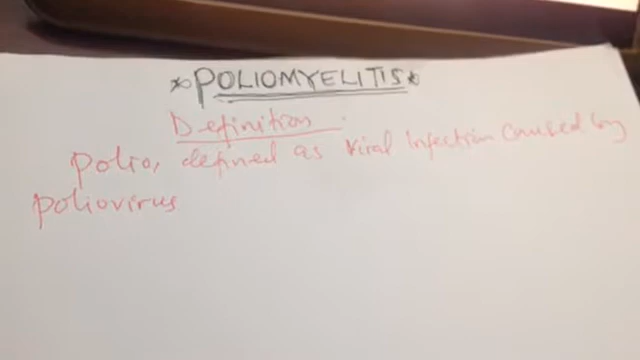 *POLIOMYELITIS*
Definition.
Polio, defined as viral Infection caused by
poliovirus